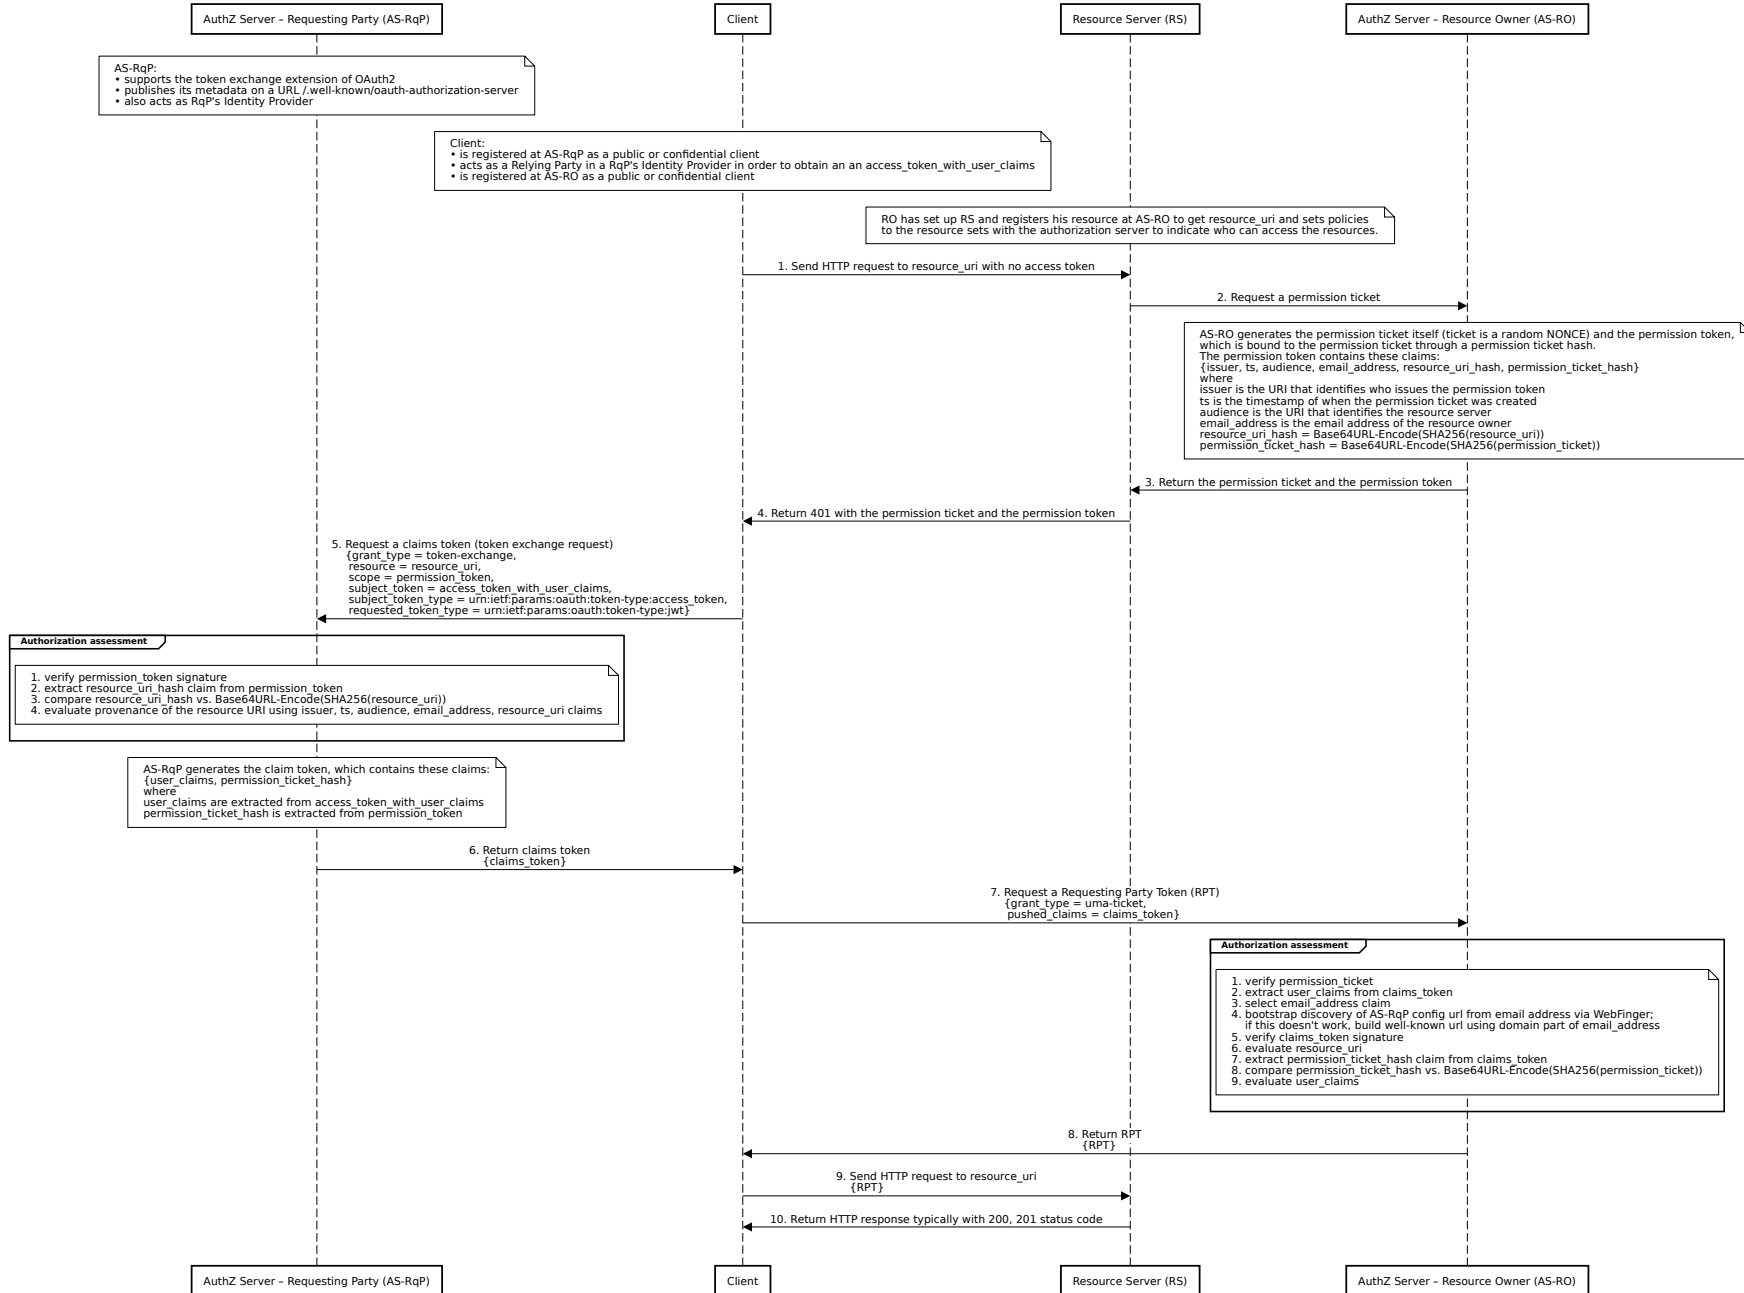 AuthZ Server – Requesting Party (AS-RqP)
Client
Resource Server (RS)
AuthZ Server – Resource Owner (AS-RO)
AS-RqP:
• supports the token exchange extension of OAuth2
• publishes its metadata on a URL /.well-known/oauth-authorization-server
• also acts as RqP's Identity Provider
Client:
• is registered at AS-RqP as a public or confidential client
• acts as a Relying Party in a RqP's Identity Provider in order to obtain an an access_token_with_user_claims
• is registered at AS-RO as a public or confidential client
RO has set up RS and registers his resource at AS-RO to get resource_uri and sets policies
to the resource sets with the authorization server to indicate who can access the resources.
1. Send HTTP request to resource_uri with no access token
2. Request a permission ticket
AS-RO generates the permission ticket itself (ticket is a random NONCE) and the permission token,
which is bound to the permission ticket through a permission ticket hash.
The permission token contains these claims:
{issuer, ts, audience, email_address, resource_uri_hash, permission_ticket_hash}
where
issuer is the URI that identifies who issues the permission token
ts is the timestamp of when the permission ticket was created
audience is the URI that identifies the resource server
email_address is the email address of the resource owner
resource_uri_hash = Base64URL-Encode(SHA256(resource_uri))
permission_ticket_hash = Base64URL-Encode(SHA256(permission_ticket))
3. Return the permission ticket and the permission token
4. Return 401 with the permission ticket and the permission token
5. Request a claims token (token exchange request)
{grant_type = token-exchange,
resource = resource_uri,
scope = permission_token,
subject_token = access_token_with_user_claims,
subject_token_type = urn:ietf:params:oauth:token-type:access_token,
requested_token_type = urn:ietf:params:oauth:token-type:jwt}
Authorization assessment
1. verify permission_token signature
2. extract resource_uri_hash claim from permission_token
3. compare resource_uri_hash vs. Base64URL-Encode(SHA256(resource_uri))
4. evaluate provenance of the resource URI using issuer, ts, audience, email_address, resource_uri claims
AS-RqP generates the claim token, which contains these claims:
{user_claims, permission_ticket_hash}
where
user_claims are extracted from access_token_with_user_claims
permission_ticket_hash is extracted from permission_token
6. Return claims token
{claims_token}
7. Request a Requesting Party Token (RPT)
{grant_type = uma-ticket,
pushed_claims = claims_token}
Authorization assessment
1. verify permission_ticket
2. extract user_claims from claims_token
3. select email_address claim
4. bootstrap discovery of AS-RqP config url from email address via WebFinger;
if this doesn't work, build well-known url using domain part of email_address
5. verify claims_token signature
6. evaluate resource_uri
7. extract permission_ticket_hash claim from claims_token
8. compare permission_ticket_hash vs. Base64URL-Encode(SHA256(permission_ticket))
9. evaluate user_claims
8. Return RPT
{RPT}
9. Send HTTP request to resource_uri
{RPT}
10. Return HTTP response typically with 200, 201 status code
AuthZ Server – Requesting Party (AS-RqP)
Client
Resource Server (RS)
AuthZ Server – Resource Owner (AS-RO)